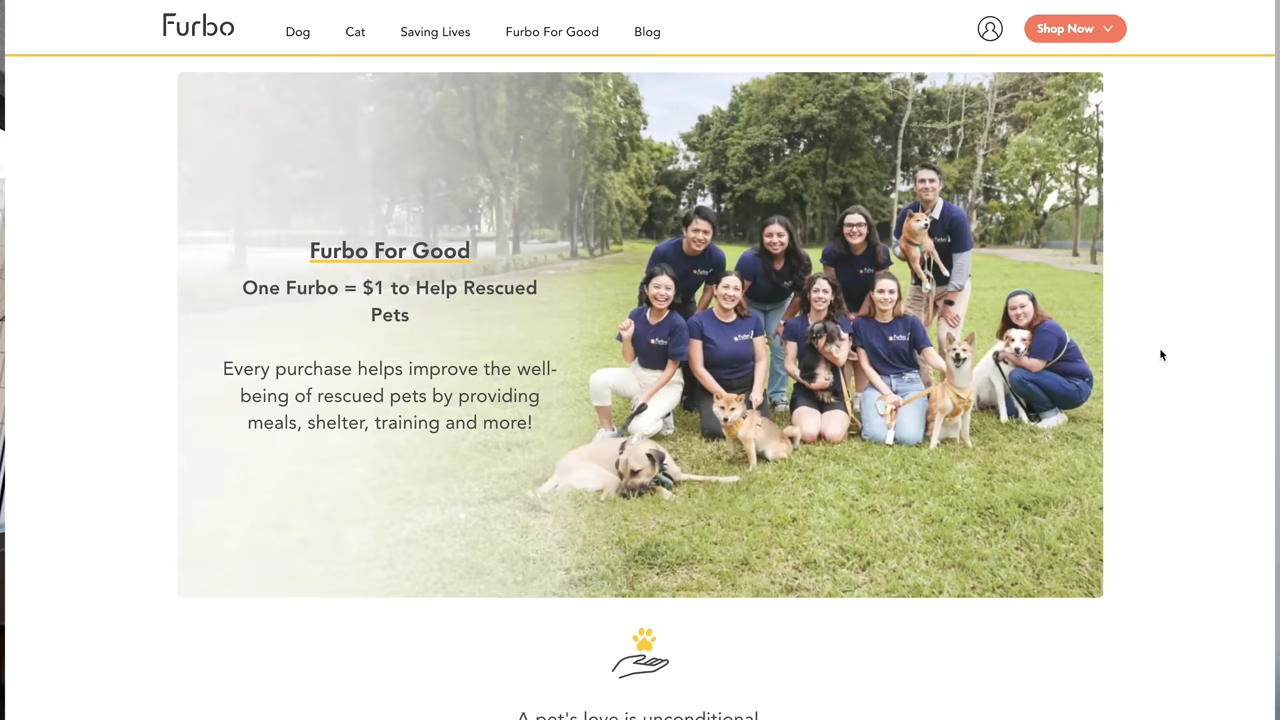 Furbo
Dog
Cat
Saving Lives
Furbo For Good
Blog
Shop Now
Furbo For Good
One Furbo = $1 to Help Rescued
Pets
Every purchase helps improve the well-
being of rescued pets by providing
meals, shelter, training and more!
A pet's love is unconditional